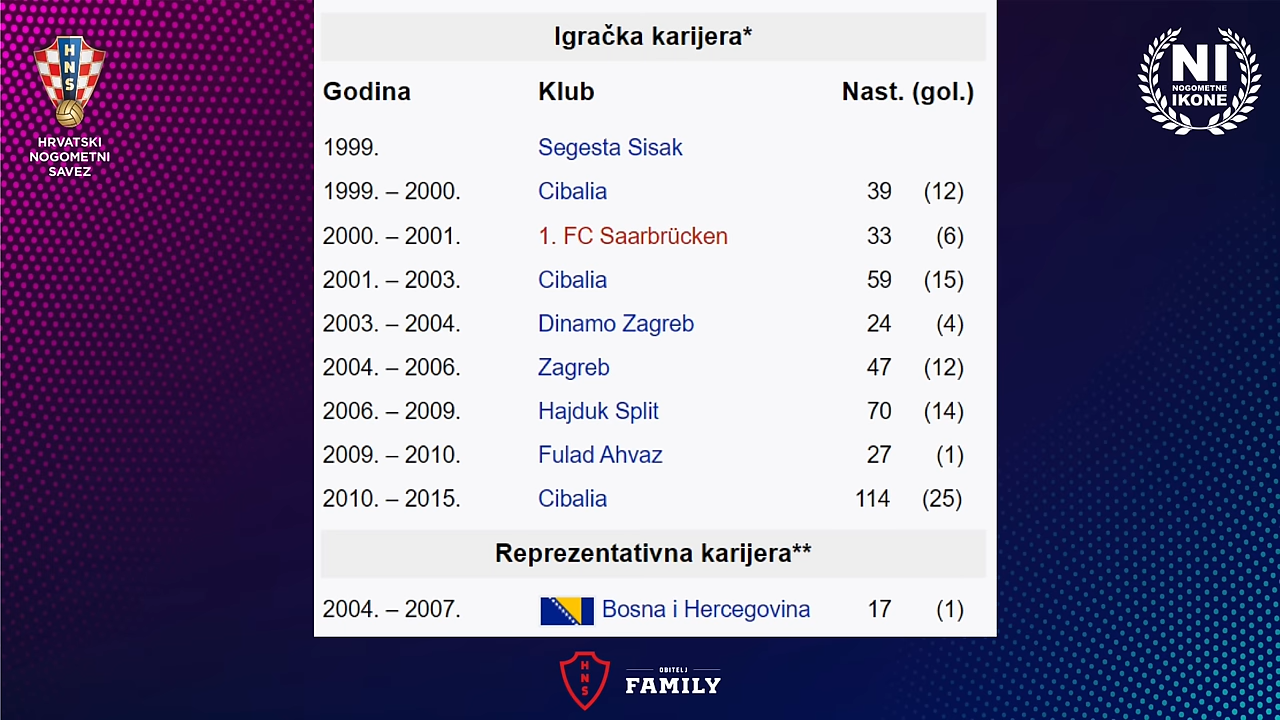 Igračka karijera*
Godina Klub Nast. (gol.)
1999. Segesta Sisak
1999. – 2000. Cibalia 39 (12)
2000. – 2001. 1. FC Saarbrücken 33 (6)
2001. – 2003. Cibalia 59 (15)
2003. – 2004. Dinamo Zagreb 24 (4)
2004. – 2006. Zagreb 47 (12)
2006. – 2009. Hajduk Split 70 (14)
2009. – 2010. Fulad Ahvaz 27 (1)
2010. – 2015. Cibalia 114 (25)
Reprezentativna karijera**
2004. – 2007. Bosna i Hercegovina 17 (1)
HNS
HRVATSKI
NOGOMETNI
SAVEZ
NI
NOGOMETNE
IKONE
HNS
OBITELJ
FAMILY